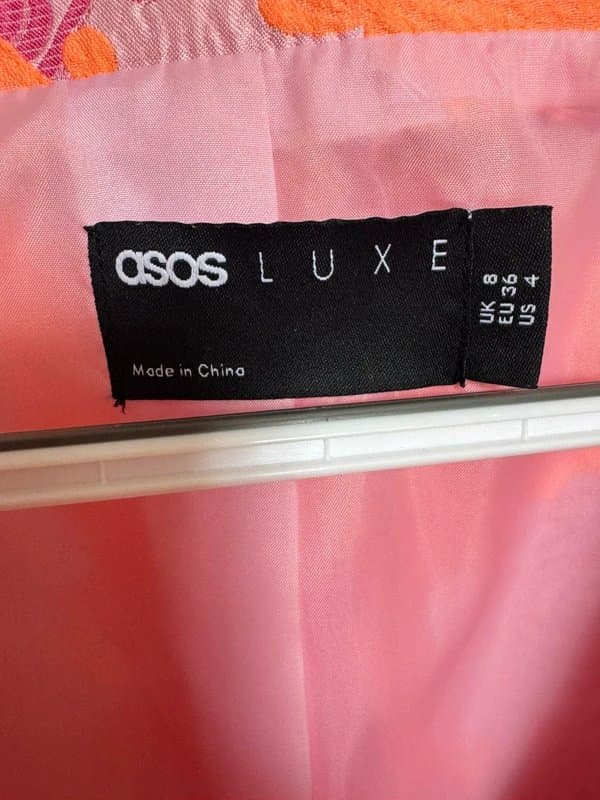 asos LUXE
Made in China
UK 8
EU 36
US 4